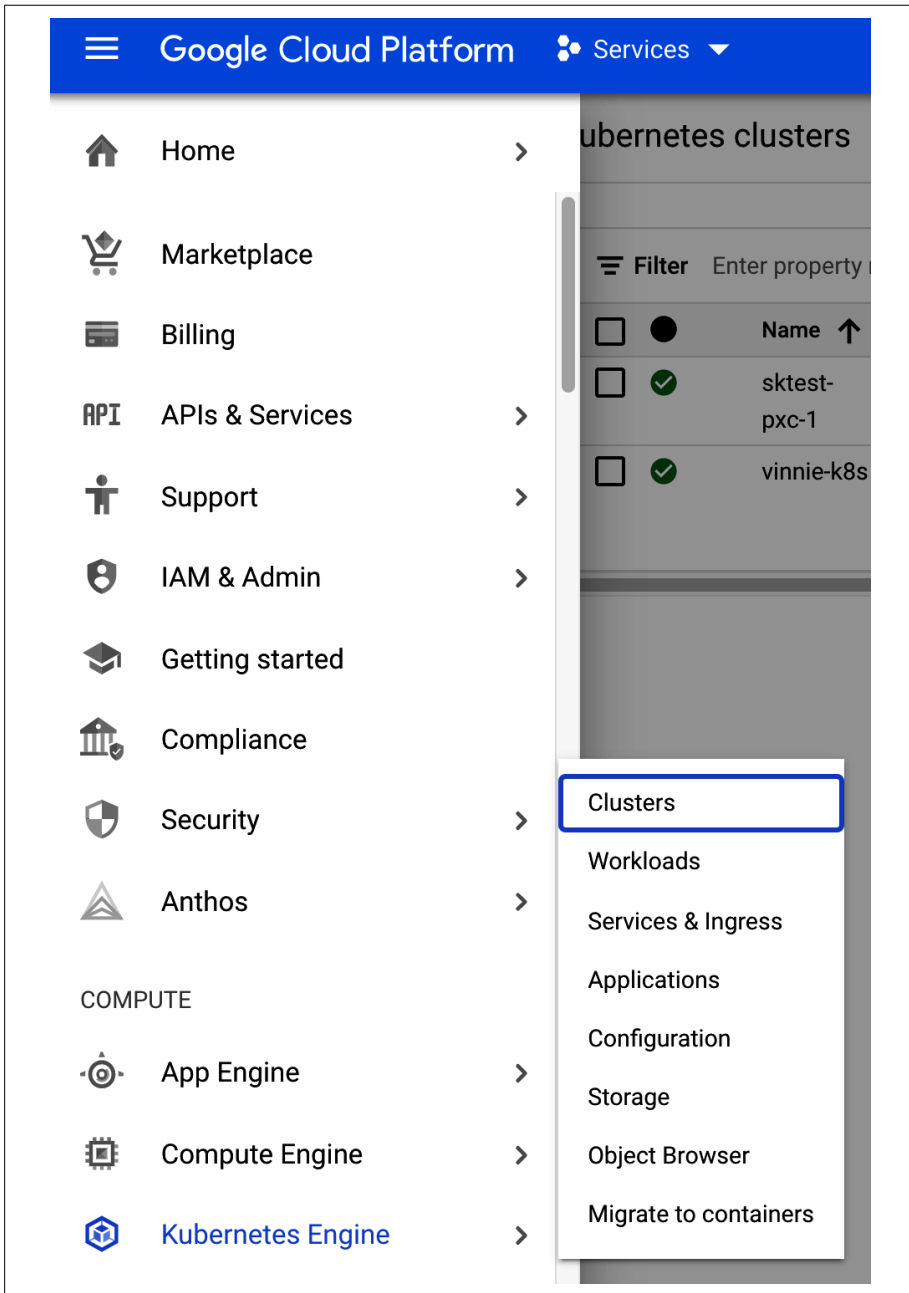 Google Cloud Platform Services
Home
Marketplace
Billing
API APIs & Services
Support
IAM & Admin
Getting started
Compliance
Security
Anthos
COMPUTE
App Engine
Compute Engine
Kubernetes Engine
ubernetes clusters
Filter Enter property
Name
sktest-
pxc-1
vinnie-k8s
Clusters
Workloads
Services & Ingress
Applications
Configuration
Storage
Object Browser
Migrate to containers